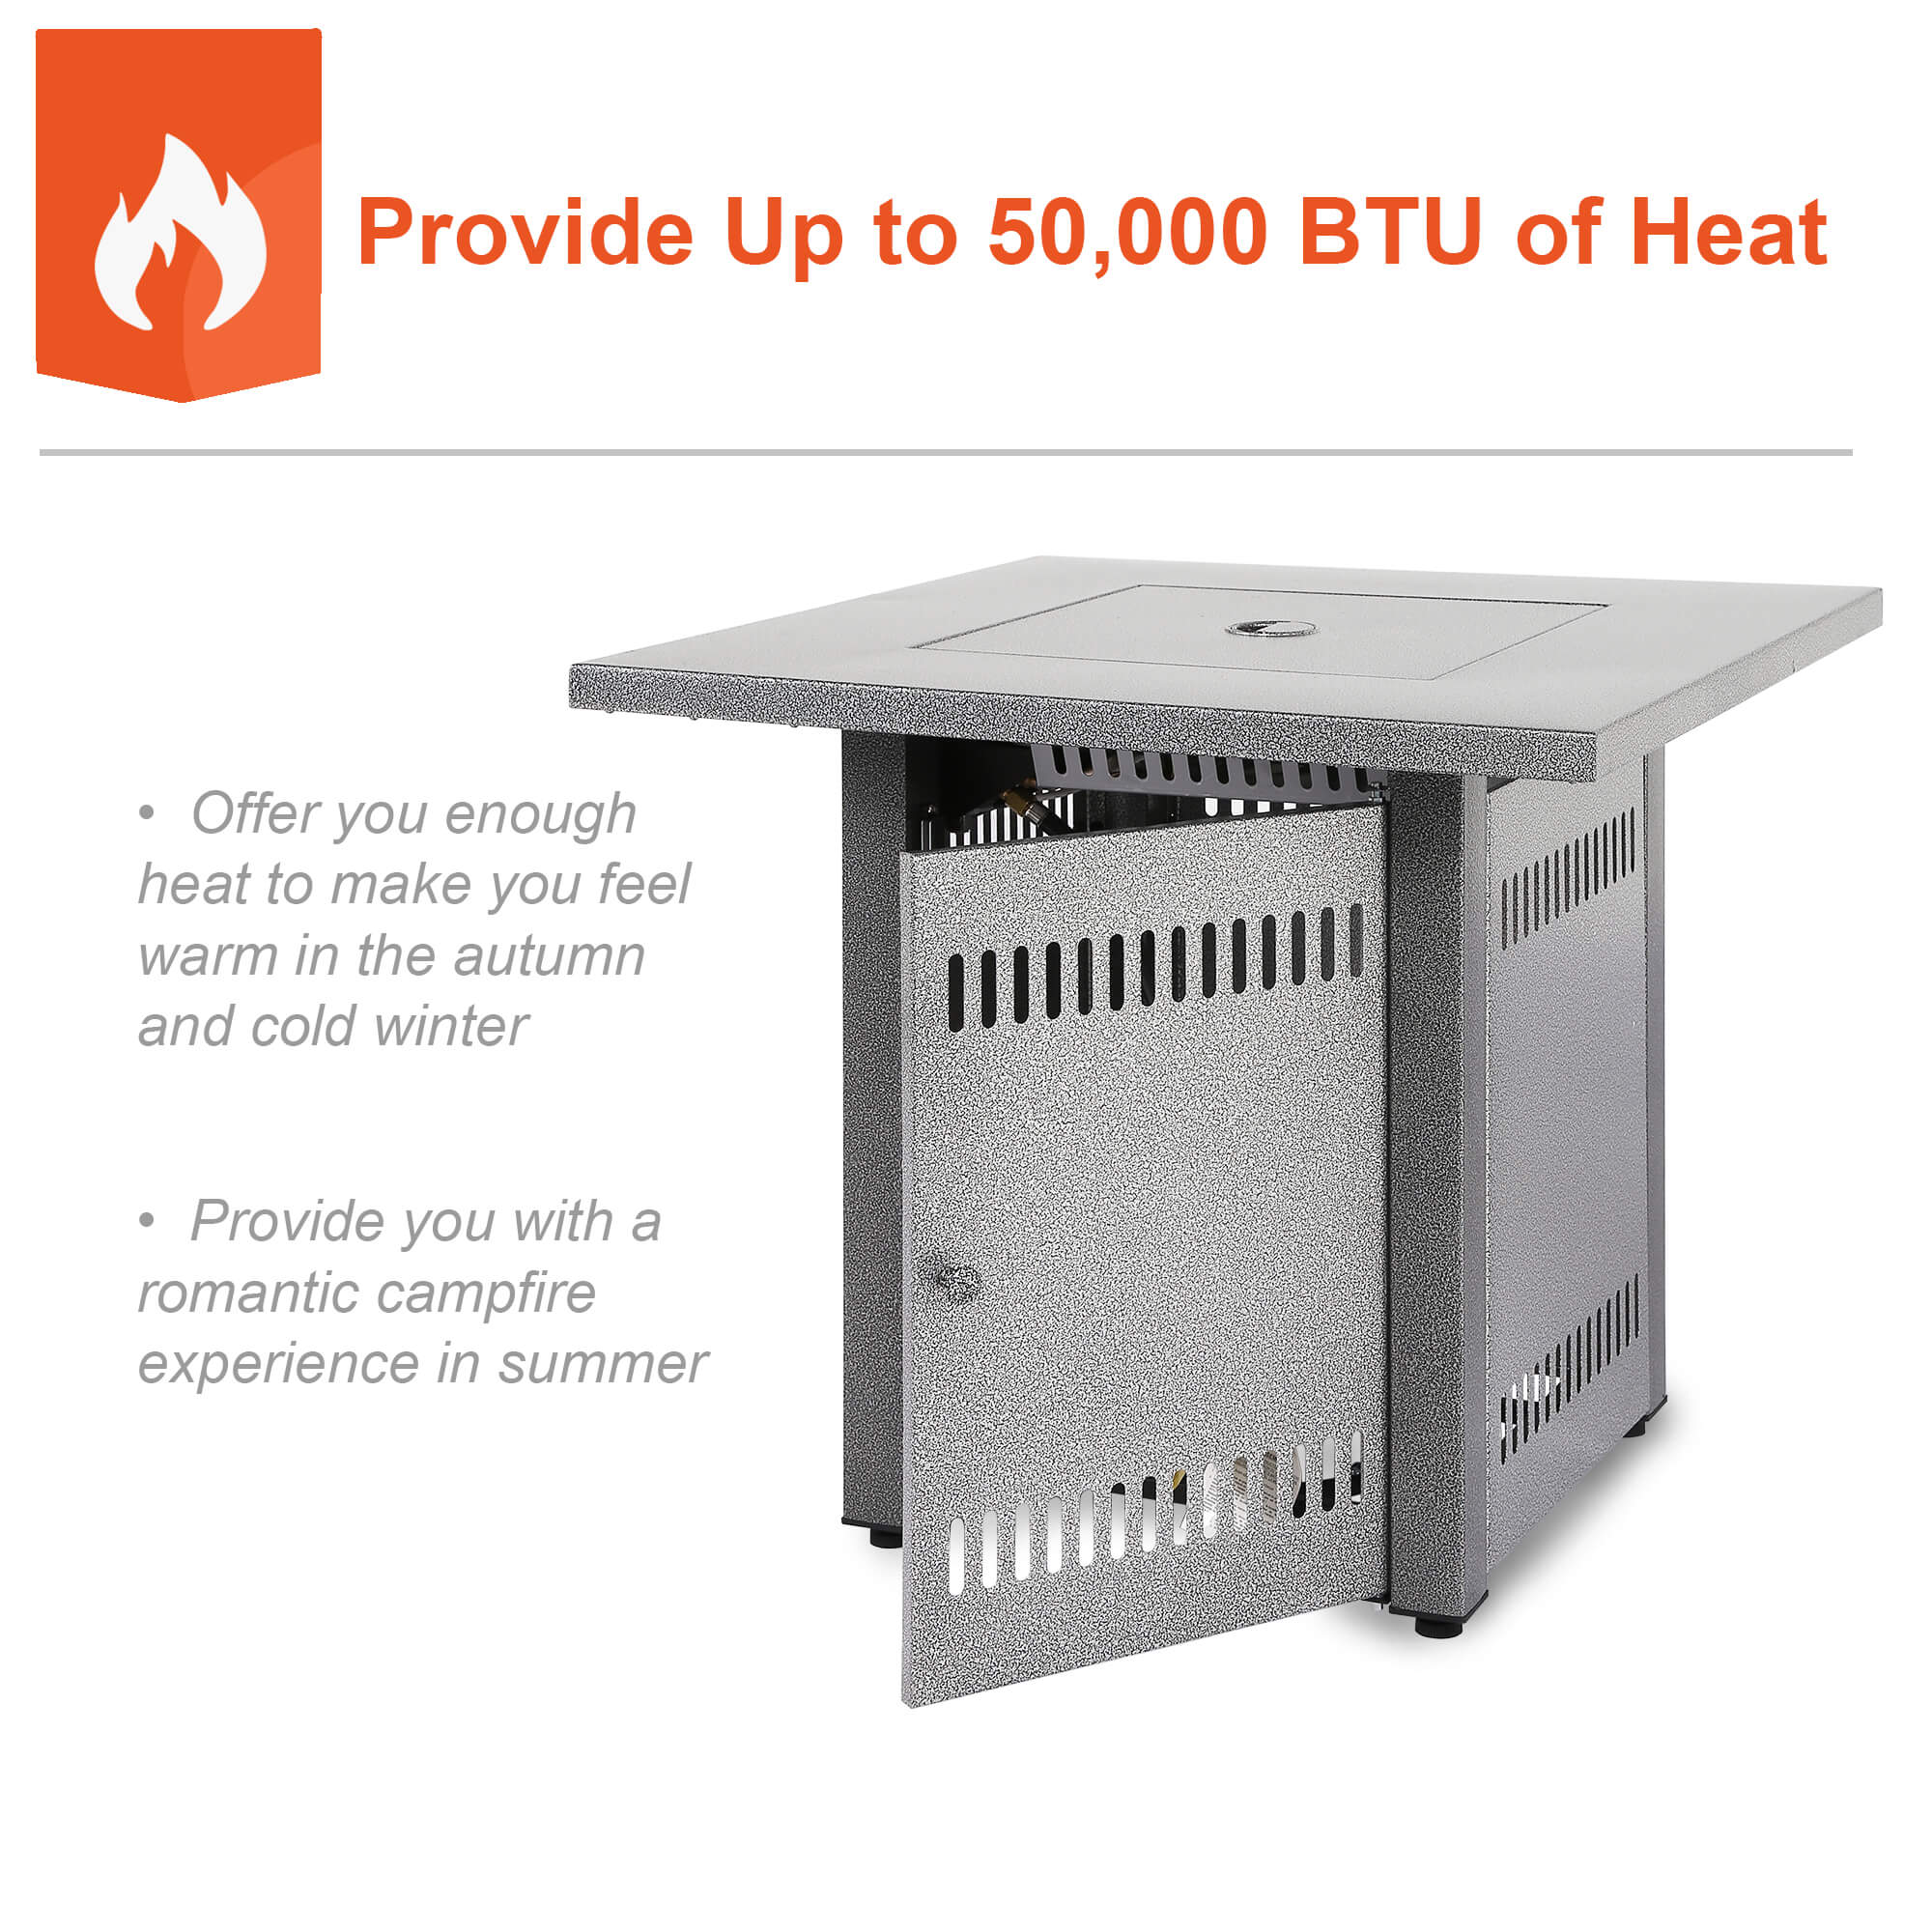 Provide Up to 50,000 BTU of Heat
• Offer you enough
heat to make you feel
warm in the autumn
and cold winter
• Provide you with a
romantic campfire
experience in summer